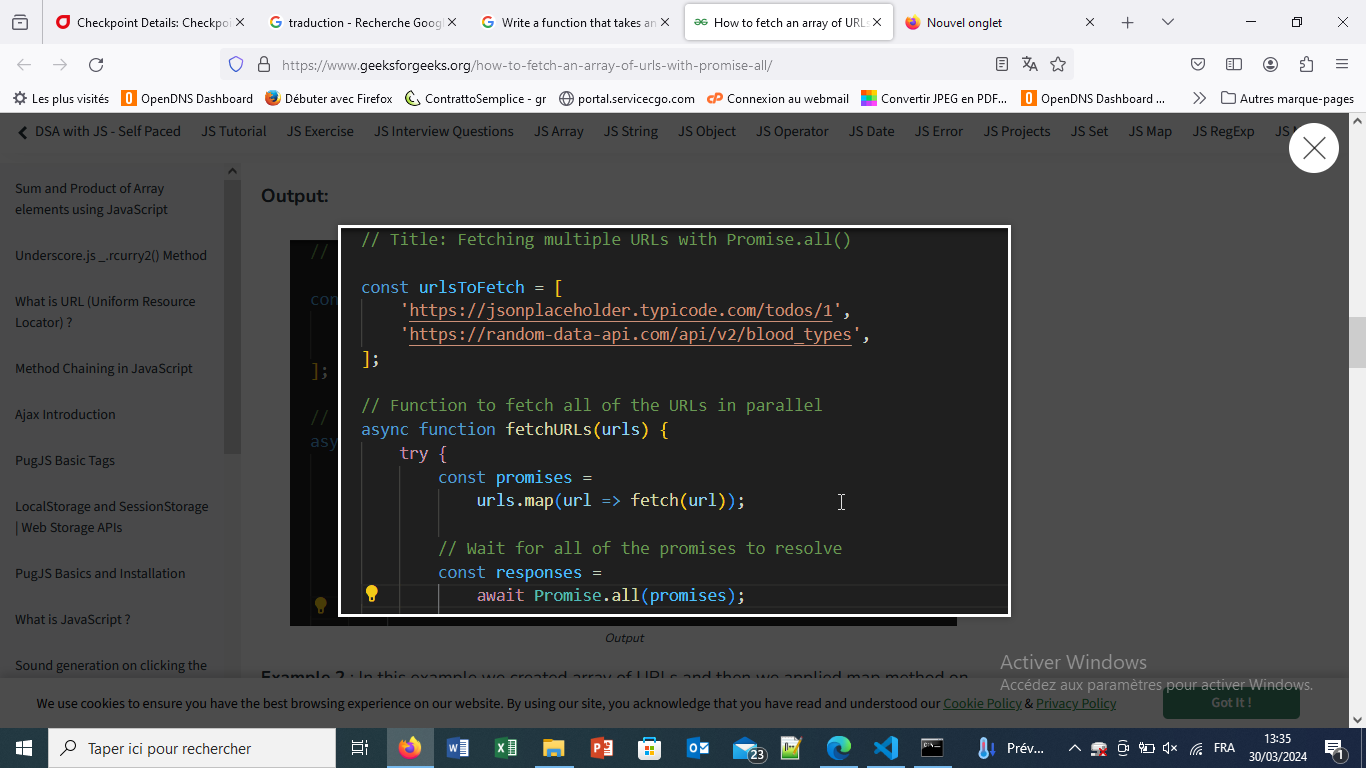 Checkpoint Details: Checkpoi
traduction - Recherche Googl
Write a function that takes an
How to fetch an array of URLs
Nouvel onglet
https://www.geeksforgeeks.org/how-to-fetch-an-array-of-urls-with-promise-all/
Les plus visités
OpenDNS Dashboard
Débuter avec Firefox
ContrattoSemplice - gr
portal.servicecgo.com
Connexion au webmail
Convertir JPEG en PDF...
OpenDNS Dashboard ...
Autres marque-pages
DSA with JS - Self Paced
JS Tutorial
JS Exercise
JS Interview Questions
JS Array
JS String
JS Object
JS Operator
JS Date
JS Error
JS Projects
JS Set
JS Map
JS RegExp
Sum and Product of Array
elements using JavaScript
Underscore.js _.rcurry2() Method
What is URL (Uniform Resource
Locator) ?
Method Chaining in JavaScript
Ajax Introduction
PugJS Basic Tags
LocalStorage and SessionStorage
| Web Storage APIs
PugJS Basics and Installation
What is JavaScript ?
Sound generation on clicking the
Output:
// Title: Fetching multiple URLs with Promise.all()
const urlsToFetch = [
'https://jsonplaceholder.typicode.com/todos/1',
'https://random-data-api.com/api/v2/blood_types',
];
// Function to fetch all of the URLs in parallel
async function fetchURLs(urls) {
try {
const promises =
urls.map(url => fetch(url));
// Wait for all of the promises to resolve
const responses =
await Promise.all(promises);
Output
Example 2 : In this example we created array of URLs and then we applied map method on
Activer Windows
Accédez aux paramètres pour activer Windows.
We use cookies to ensure you have the best browsing experience on our website. By using our site, you acknowledge that you have read and understood our Cookie Policy & Privacy Policy
Got It !
Taper ici pour rechercher
23
Prév...
FRA
13:35
30/03/2024
1